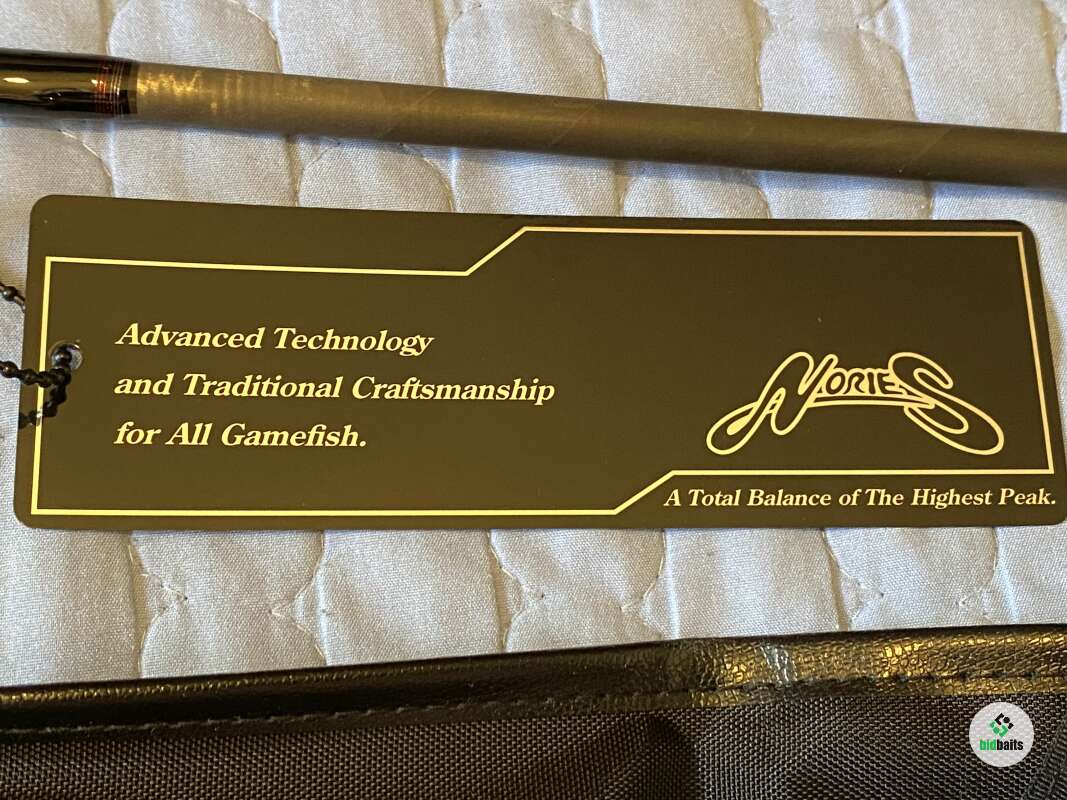 Advanced Technology
and Traditional Craftsmanship
for All Gamefish.
NORIES
A Total Balance of The Highest Peak.
bidbaits